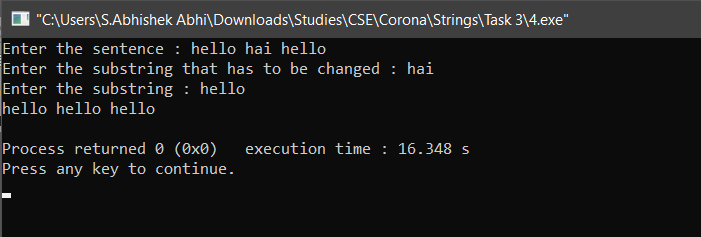 "C:\Users\S.Abhishek Abhi\Downloads\Studies\CSE\Corona\Strings\Task 3\4.exe"
Enter the sentence : hello hai hello
Enter the substring that has to be changed : hai
Enter the substring : hello
hello hello hello
Process returned 0 (0x0)   execution time : 16.348 s
Press any key to continue.